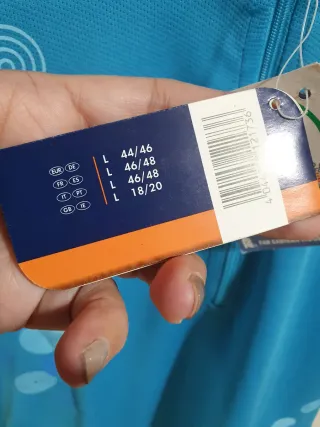 EUR DE L 44/46
FR ES L 46/48
IT PT L 46/48
GB IE L 18/20